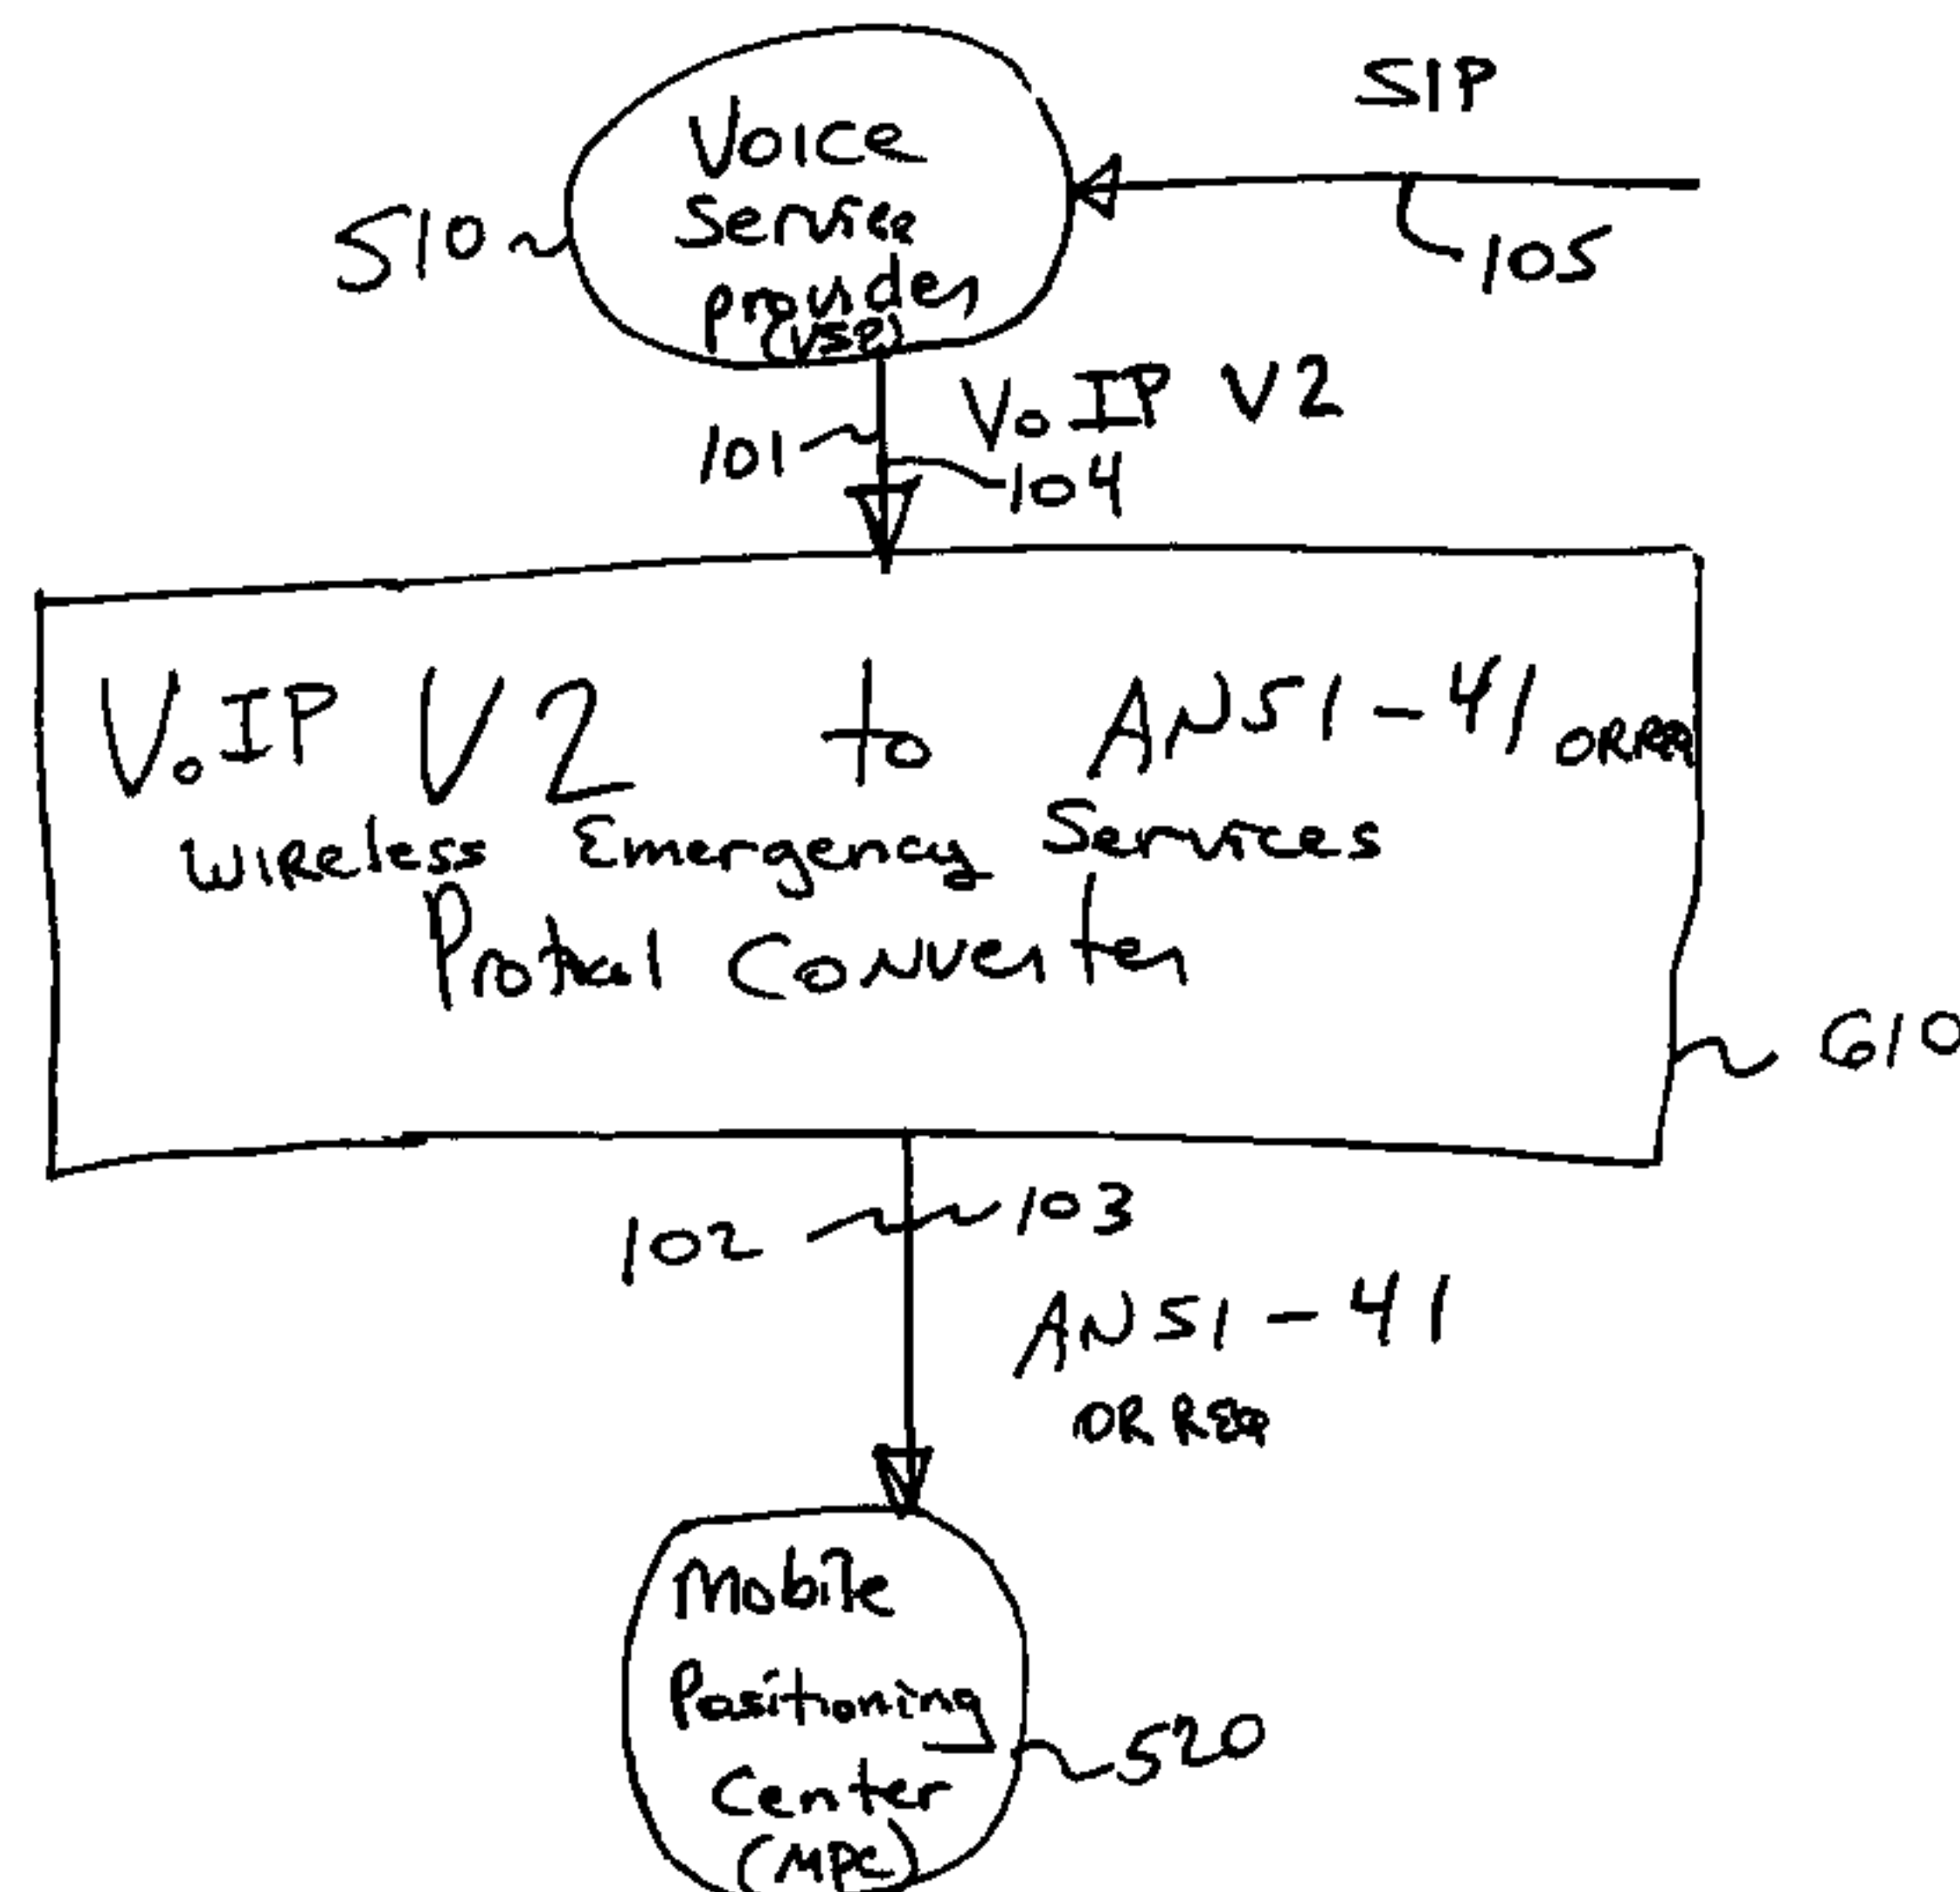 SIP
Voice
Service
provider
(VSP)
510
105
VoIP V2
101
104
VoIP V2 to ANSI-41 ORREQ
Wireless Emergency Services
Protocol Converter
610
102
103
ANSI-41
ORREQ
Mobile
Positioning
Center
(MPC)
520